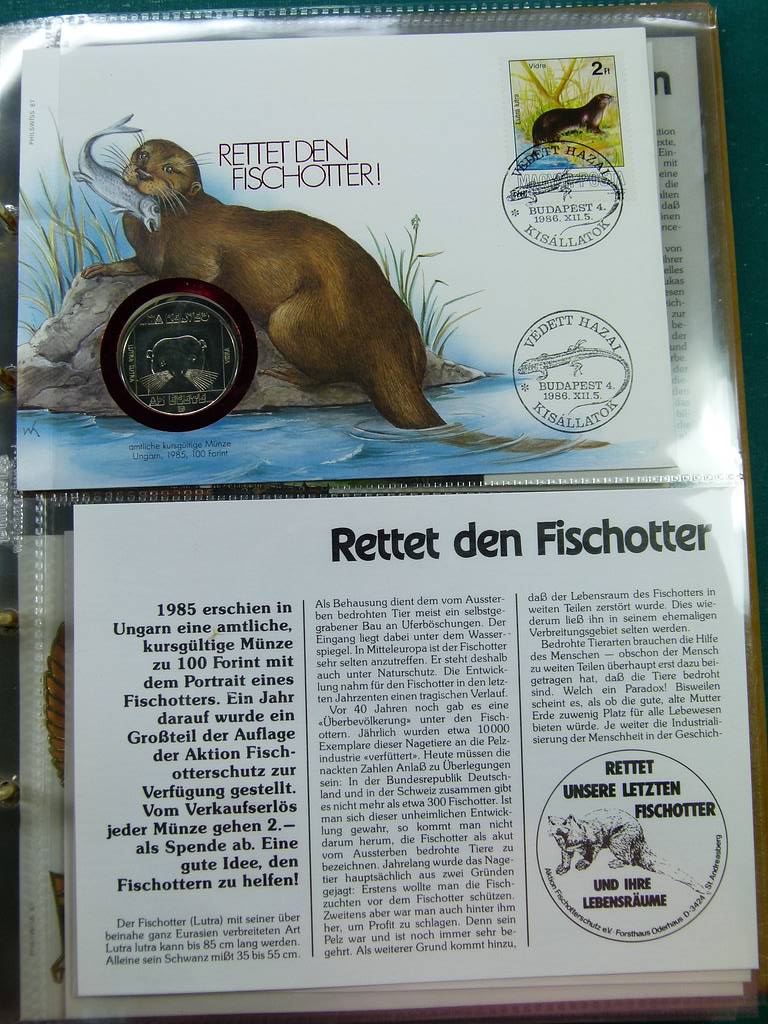 PHILSWISS 87
RETTET DEN
FISCHOTTER!
Vidra
2 Ft
Lutra lutra
MAGYAR POSTA
VÉDETT HAZAI
BUDAPEST 4.
1986. XII. 5.
KISÁLLATOK
VÉDETT HAZAI
BUDAPEST 4.
1986. XII. 5.
KISÁLLATOK
LUTRA LUTRA
VIDRA
amtliche kursgültige Münze
Ungarn, 1985, 100 Forint
Rettet den Fischotter
1985 erschien in
Ungarn eine amtliche,
kursgültige Münze
zu 100 Forint mit
dem Portrait eines
Fischotters. Ein Jahr
darauf wurde ein
Großteil der Auflage
der Aktion Fisch-
otterschutz zur
Verfügung gestellt.
Vom Verkaufserlös
jeder Münze gehen 2.—
als Spende ab. Eine
gute Idee, den
Fischottern zu helfen!
Der Fischotter (Lutra) mit seiner über
beinahe ganz Eurasien verbreiteten Art
Lutra lutra kann bis 85 cm lang werden.
Alleine sein Schwanz mißt 35 bis 55 cm.
Als Behausung dient dem vom Ausster-
ben bedrohten Tier meist ein selbstge-
grabener Bau an Uferböschungen. Der
Eingang liegt dabei unter dem Wasser-
spiegel. In Mitteleuropa ist der Fischotter
sehr selten anzutreffen. Er steht deshalb
auch unter Naturschutz. Die Entwick-
lung nahm für den Fischotter in den letz-
ten Jahrzenten einen tragischen Verlauf.
Vor 40 Jahren noch gab es eine
«Überbevölkerung» unter den Fisch-
ottern. Jährlich wurden etwa 10000
Exemplare dieser Nagetiere an die Pelz-
industrie «verfüttert». Heute müssen die
nackten Zahlen Anlaß zu Überlegungen
sein: In der Bundesrepublik Deutsch-
land und in der Schweiz zusammen gibt
es nicht mehr als etwa 300 Fischotter. Ist
man sich dieser unheimlichen Entwick-
lung gewahr, so kommt man nicht
darum herum, die Fischotter als akut
vom Aussterben bedrohte Tiere zu
bezeichnen. Jahrelang wurde das Nage-
tier hauptsächlich aus zwei Gründen
gejagt: Erstens wollte man die Fisch-
zuchten vor dem Fischotter schützen.
Zweitens aber war man auch hinter ihm
her, um Profit zu schlagen. Denn sein
Pelz war und ist noch immer sehr be-
gehrt. Als weiterer Grund kommt hinzu,
daß der Lebensraum des Fischotters in
weiten Teilen zerstört wurde. Dies wie-
derum ließ ihn in seinem ehemaligen
Verbreitungsgebiet selten werden.
Bedrohte Tierarten brauchen die Hilfe
des Menschen — obschon der Mensch
zu weiten Teilen überhaupt erst dazu bei-
getragen hat, daß die Tiere bedroht
sind. Welch ein Paradox! Bisweilen
scheint es, als ob die gute, alte Mutter
Erde zuwenig Platz für alle Lebewesen
bieten würde. Je weiter die Industriali-
sierung der Menschheit in der Geschich-
RETTET
UNSERE LETZTEN
FISCHOTTER
UND IHRE
LEBENSRÄUME
Aktion Fischotterschutz e.V. · Forsthaus Oderhaus D-3424 St. Andreasberg